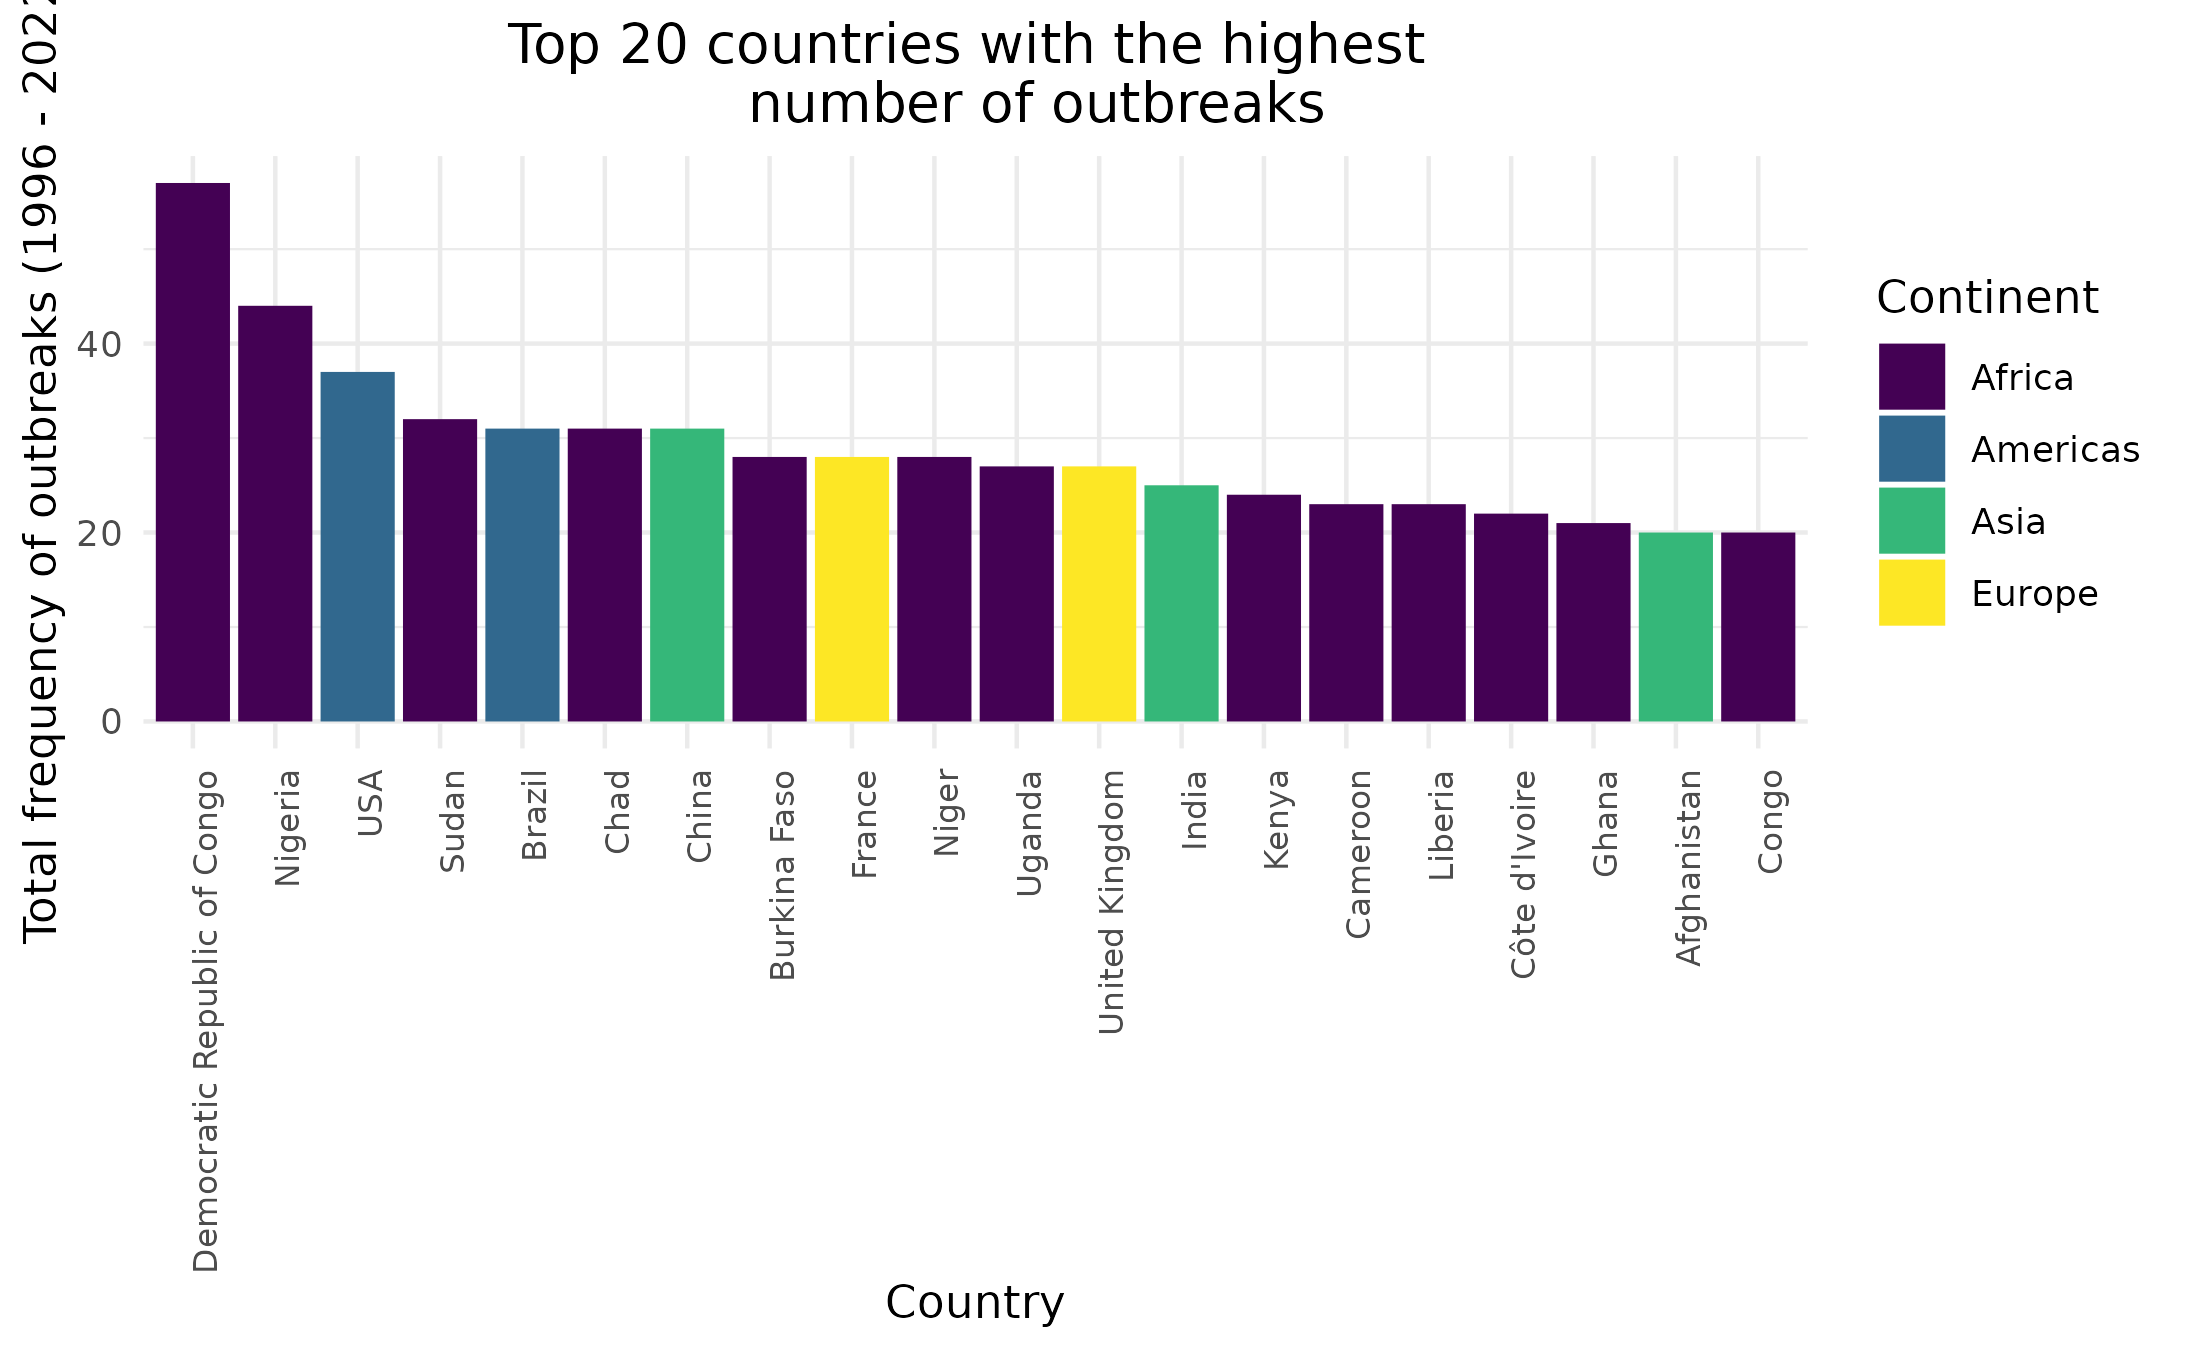 Top 20 countries with the highest
number of outbreaks
Total frequency of outbreaks (1996 - 2022
40
20
0
Democratic Republic of Congo
Nigeria
USA
Sudan
Brazil
Chad
China
Burkina Faso
France
Niger
Uganda
United Kingdom
India
Kenya
Cameroon
Liberia
Côte d'Ivoire
Ghana
Afghanistan
Congo
Country
Continent
Africa
Americas
Asia
Europe